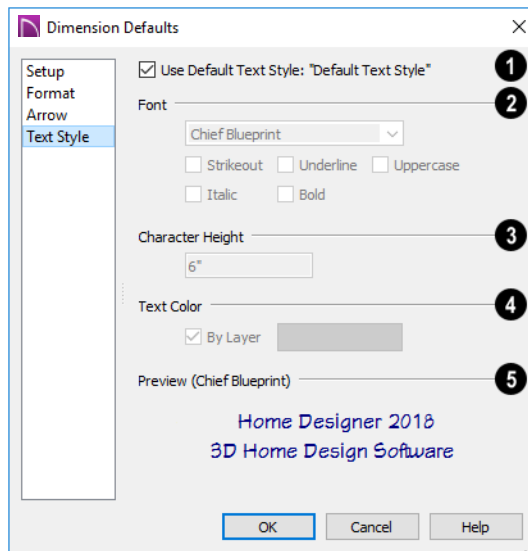 Dimension Defaults
Setup
Format
Arrow
Text Style
Use Default Text Style: "Default Text Style"
1
Font
2
Chief Blueprint
Strikeout Underline Uppercase
Italic Bold
Character Height
3
6"
Text Color
4
By Layer
Preview (Chief Blueprint)
5
Home Designer 2018
3D Home Design Software
OK Cancel Help